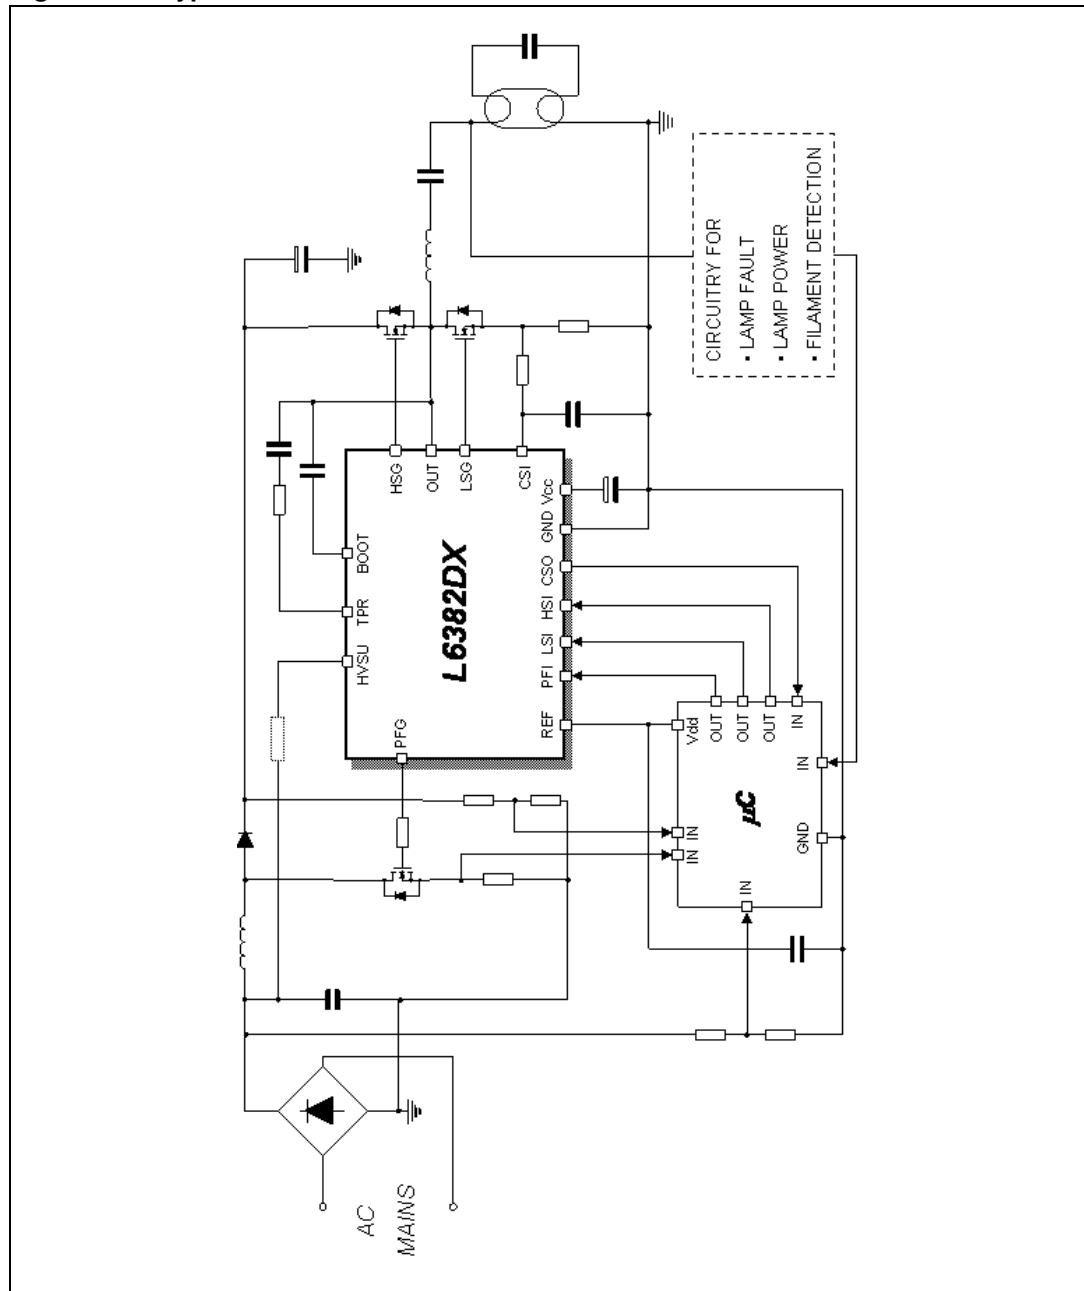 CIRCUITRY FOR
• LAMP FAULT
• LAMP POWER
• FILAMENT DETECTION
HSG
OUT
LSG
CSI
Vcc
GND
CSO
HSI
LSI
PFI
REF
BOOT
TPR
HVSU
PFG
L6382DX
Vdd
OUT
OUT
OUT
IN
IN
GND
IN
IN
IN
µC
AC
MAINS